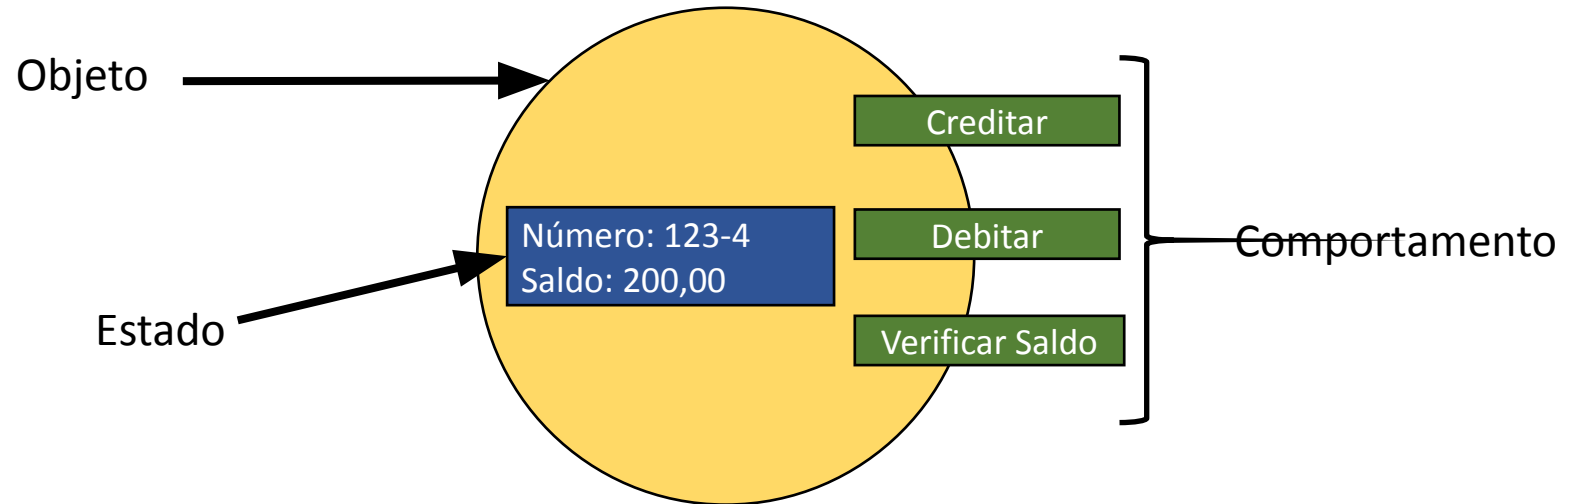 Objeto
Creditar
Número: 123-4
Saldo: 200,00
Debitar
Comportamento
Estado
Verificar Saldo